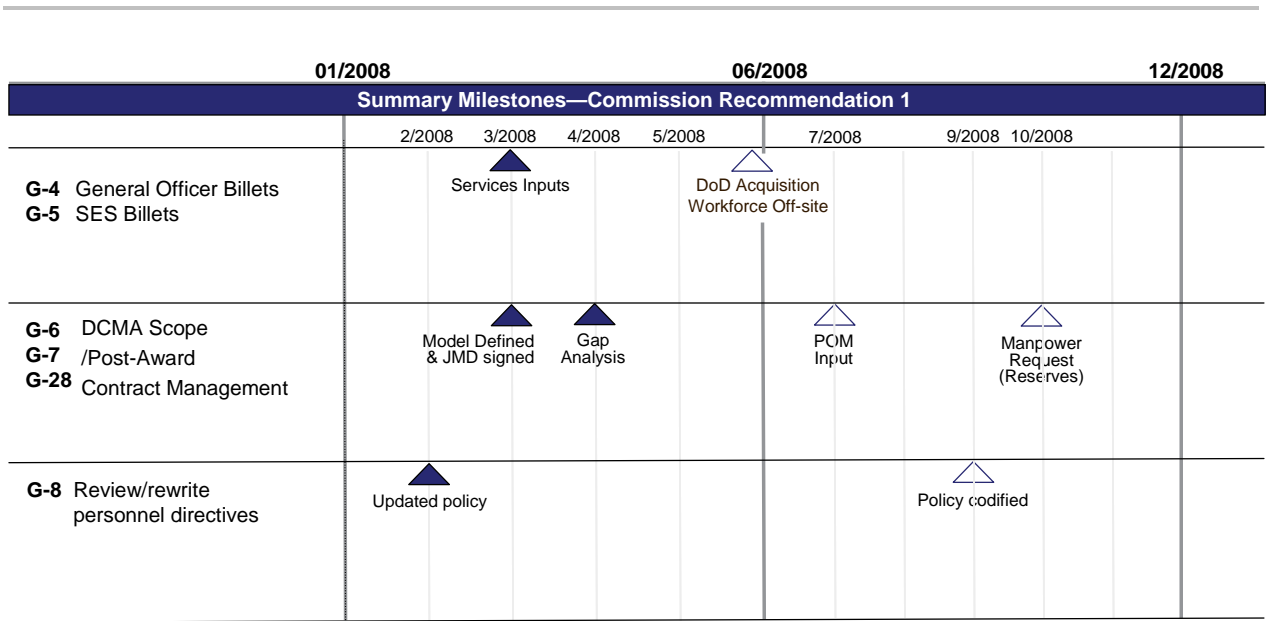 01/2008 06/2008 12/2008
Summary Milestones—Commission Recommendation 1
2/2008 3/2008 4/2008 5/2008 7/2008 9/2008 10/2008
G-4 General Officer Billets
G-5 SES Billets
Services Inputs
DoD Acquisition
Workforce Off-site
G-6 DCMA Scope
G-7 /Post-Award
G-28 Contract Management
Model Defined
& JMD signed
Gap
Analysis
POM
Input
Manpower
Request
(Reserves)
G-8 Review/rewrite
personnel directives
Updated policy
Policy codified